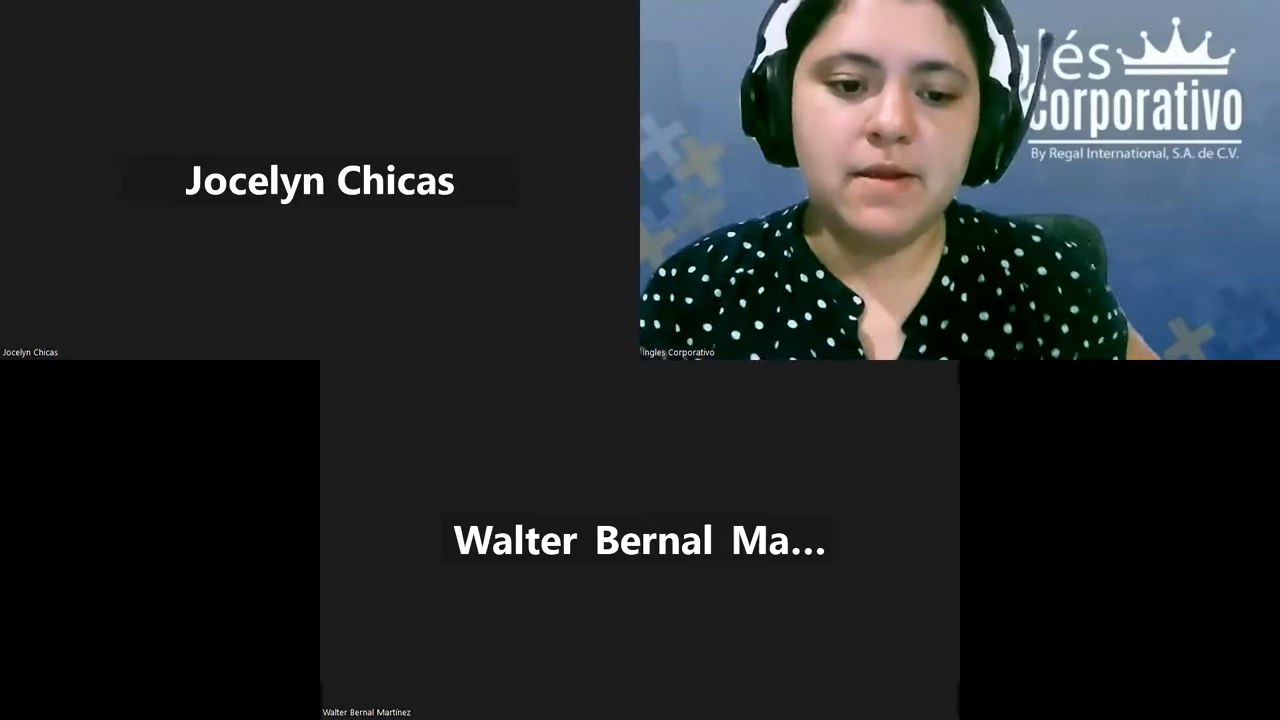 Jocelyn Chicas
Jocelyn Chicas
glés
Corporativo
By Regal International, S.A. de C.V.
Ingles Corporativo
Walter Bernal Ma...
Walter Bernal Martínez